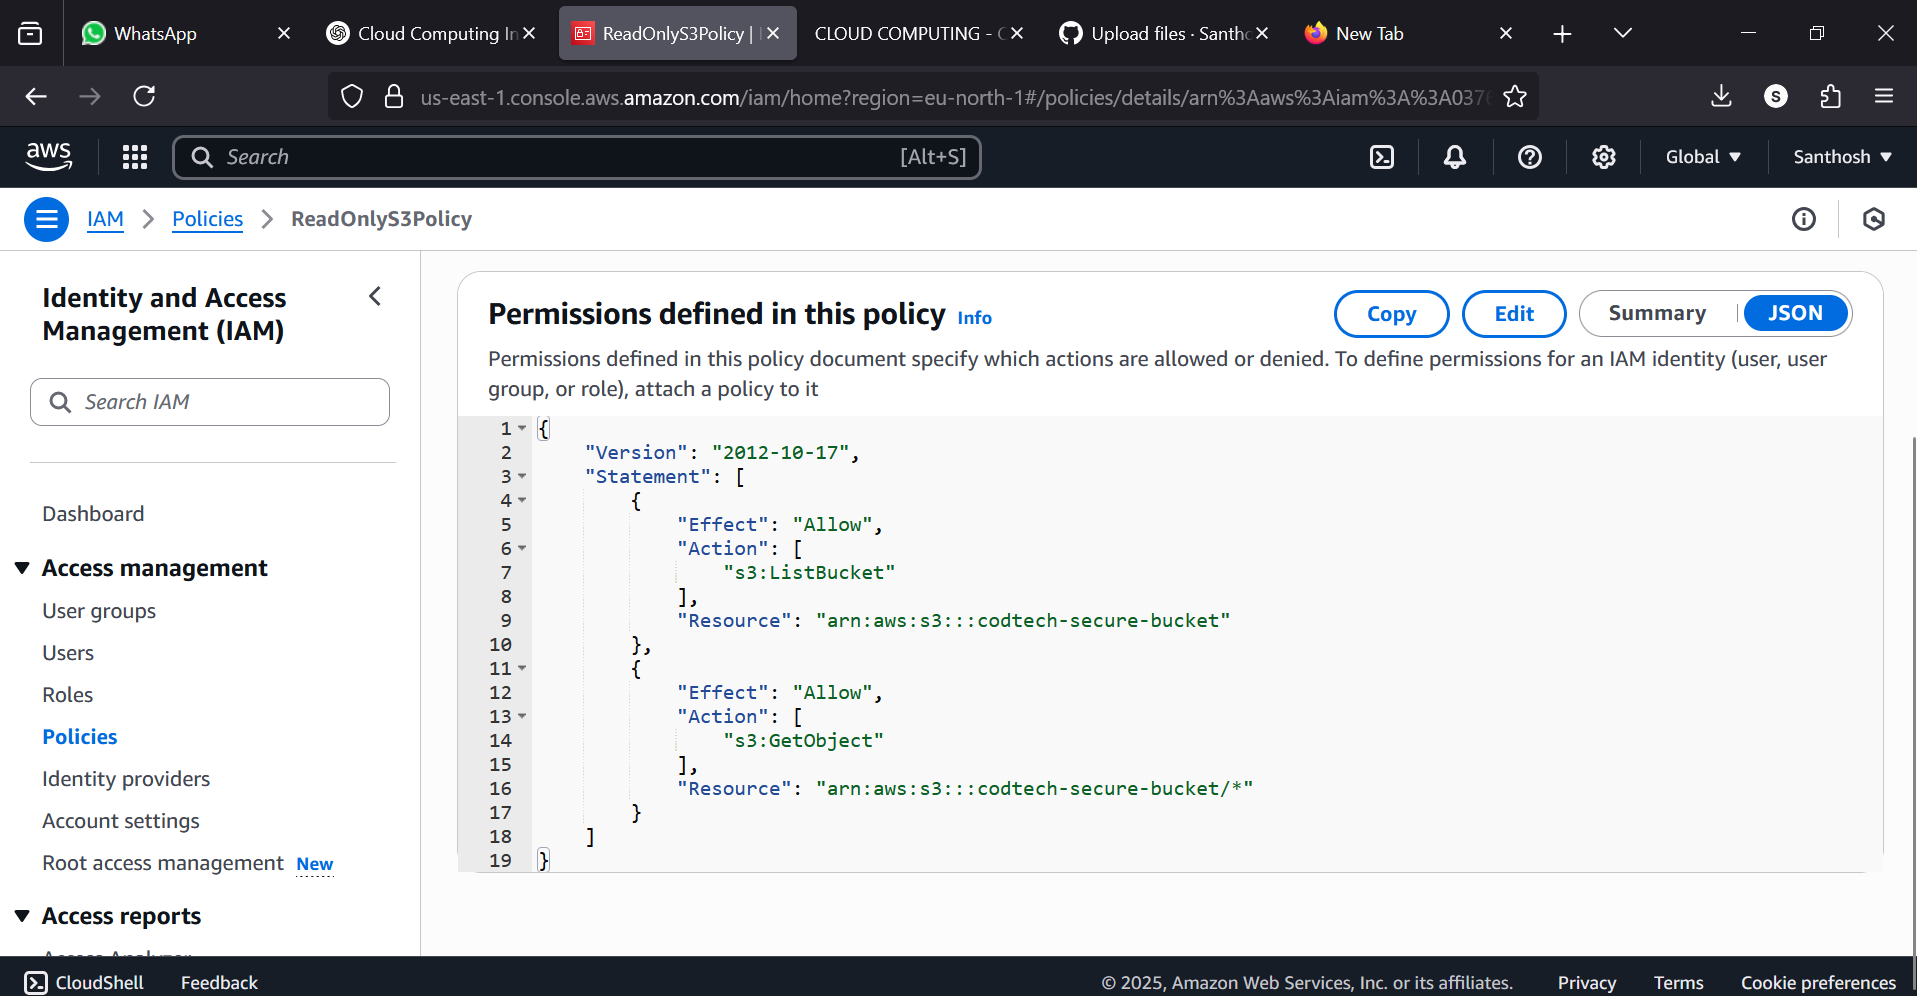 WhatsApp
Cloud Computing In
ReadOnlyS3Policy |
CLOUD COMPUTING - C
Upload files · Santho
New Tab
us-east-1.console.aws.amazon.com/iam/home?region=eu-north-1#/policies/details/arn%3Aaws%3Aiam%3A%3A0376
S
aws
Search
[Alt+S]
Global
Santhosh
IAM
Policies
ReadOnlyS3Policy
Identity and Access
Management (IAM)
Search IAM
Dashboard
Access management
User groups
Users
Roles
Policies
Identity providers
Account settings
Root access management New
Access reports
Access Analyzer
Permissions defined in this policy Info
Copy
Edit
Summary
JSON
Permissions defined in this policy document specify which actions are allowed or denied. To define permissions for an IAM identity (user, user
group, or role), attach a policy to it
1 {
2 "Version": "2012-10-17",
3 "Statement": [
4 {
5 "Effect": "Allow",
6 "Action": [
7 "s3:ListBucket"
8 ],
9 "Resource": "arn:aws:s3:::codtech-secure-bucket"
10 },
11 {
12 "Effect": "Allow",
13 "Action": [
14 "s3:GetObject"
15 ],
16 "Resource": "arn:aws:s3:::codtech-secure-bucket/*"
17 }
18 ]
19 }
CloudShell
Feedback
© 2025, Amazon Web Services, Inc. or its affiliates.
Privacy
Terms
Cookie preferences